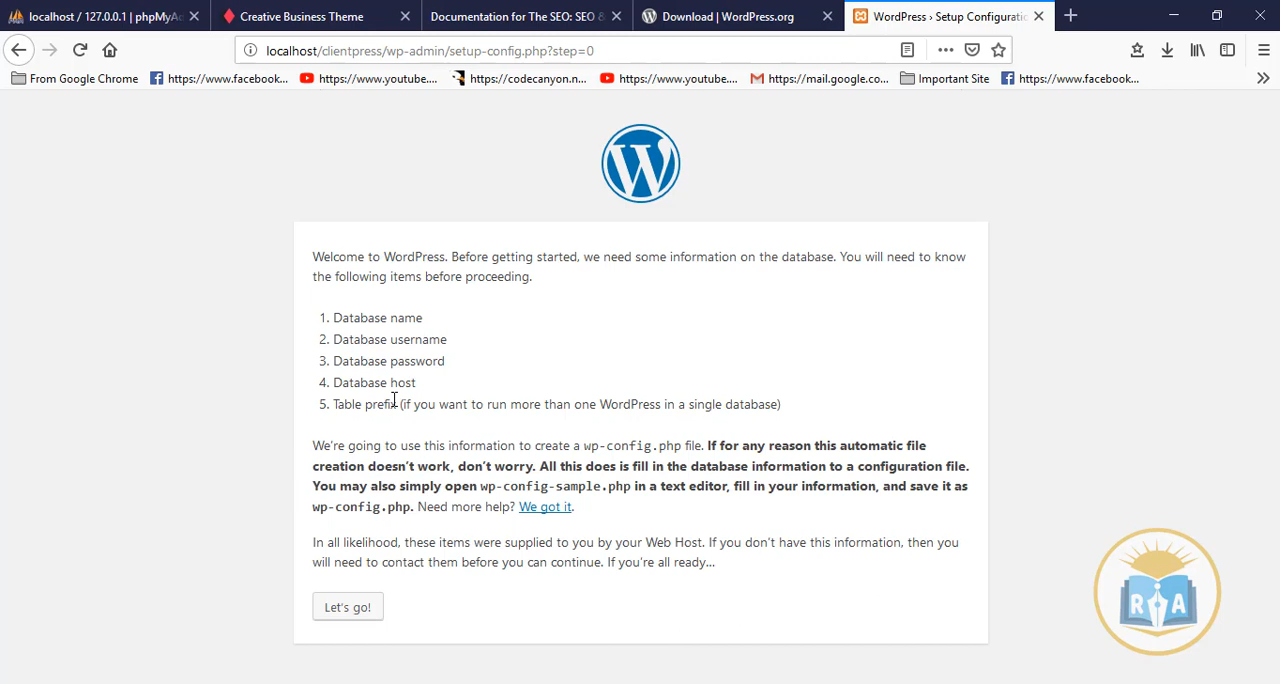 localhost / 127.0.0.1 | phpMyA
Creative Business Theme
Documentation for The SEO: SEO &
Download | WordPress.org
WordPress › Setup Configuratio
localhost/clientpress/wp-admin/setup-config.php?step=0
From Google Chrome
https://www.facebook...
https://www.youtube....
https://codecanyon.n...
https://www.youtube....
https://mail.google.co...
Important Site
https://www.facebook...
Welcome to WordPress. Before getting started, we need some information on the database. You will need to know
the following items before proceeding.
1. Database name
2. Database username
3. Database password
4. Database host
5. Table prefix (if you want to run more than one WordPress in a single database)
We’re going to use this information to create a wp-config.php file. If for any reason this automatic file
creation doesn’t work, don’t worry. All this does is fill in the database information to a configuration file.
You may also simply open wp-config-sample.php in a text editor, fill in your information, and save it as
wp-config.php. Need more help? We got it.
In all likelihood, these items were supplied to you by your Web Host. If you don’t have this information, then you
will need to contact them before you can continue. If you’re all ready…
Let’s go!
R A